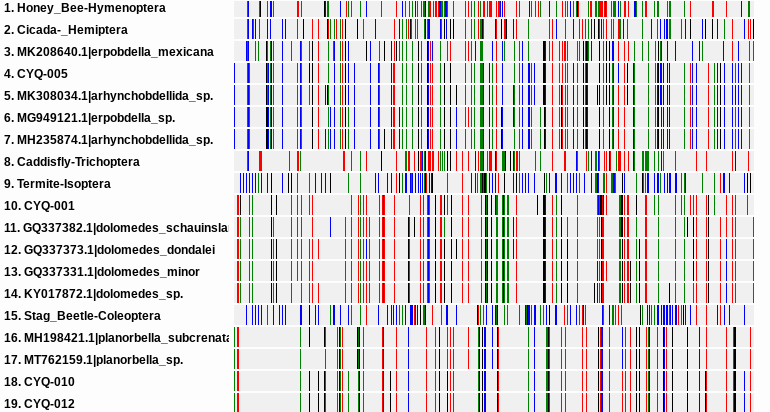 1. Honey_Bee-Hymenoptera
2. Cicada-_Hemiptera
3. MK208640.1|erpobdella_mexicana
4. CYQ-005
5. MK308034.1|arhynchobdellida_sp.
6. MG949121.1|erpobdella_sp.
7. MH235874.1|arhynchobdellida_sp.
8. Caddisfly-Trichoptera
9. Termite-Isoptera
10. CYQ-001
11. GQ337382.1|dolomedes_schauinsla
12. GQ337373.1|dolomedes_dondalei
13. GQ337331.1|dolomedes_minor
14. KY017872.1|dolomedes_sp.
15. Stag_Beetle-Coleoptera
16. MH198421.1|planorbella_subcrenata
17. MT762159.1|planorbella_sp.
18. CYQ-010
19. CYQ-012